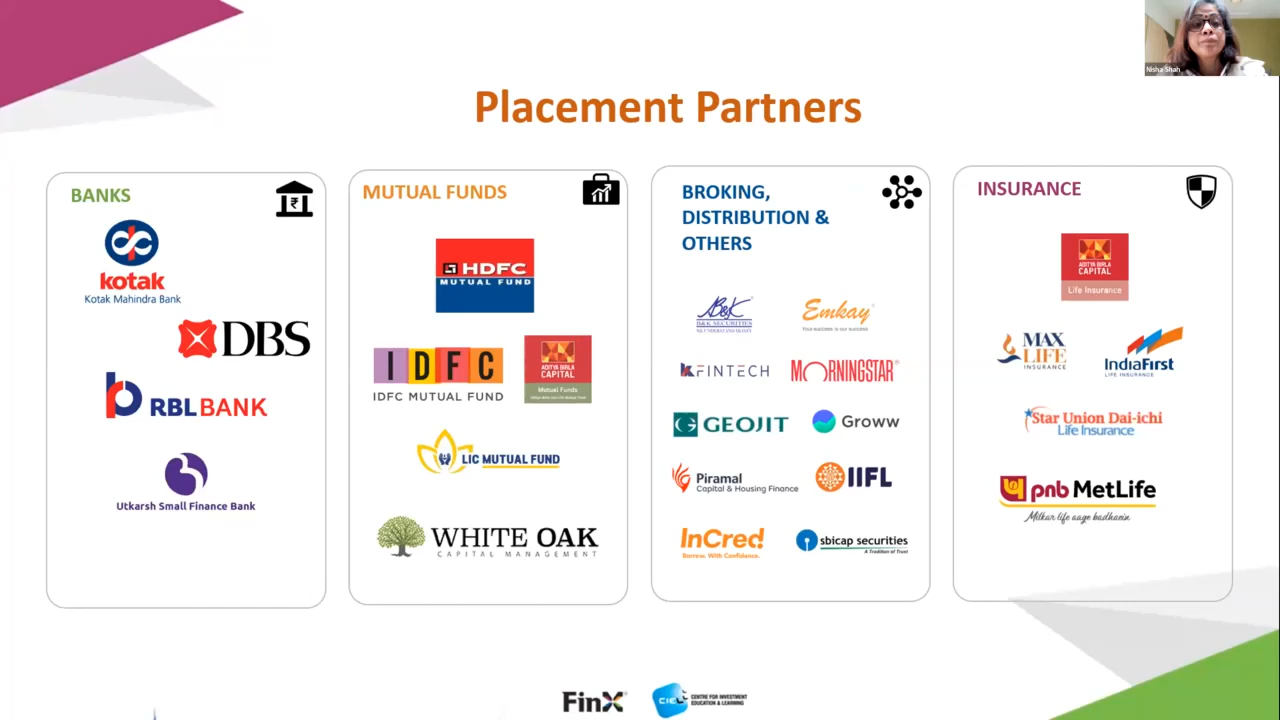 Nisha Shah
Placement Partners
BANKS
kotak
Kotak Mahindra Bank
DBS
RBL BANK
Utkarsh Small Finance Bank
MUTUAL FUNDS
HDFC
MUTUAL FUND
IDFC
IDFC MUTUAL FUND
ADITYA BIRLA
CAPITAL
Mutual Funds
LIC MUTUAL FUND
WHITE OAK
CAPITAL MANAGEMENT
BROKING,
DISTRIBUTION &
OTHERS
B&K
B&K SECURITIES
Emkay
Your success is our success
KFINTECH
MORNINGSTAR
GEOJIT
Groww
Piramal
Capital & Housing Finance
IIFL
InCred
Borrow. With Confidence.
sbicap securities
A Tradition of Trust
INSURANCE
ADITYA BIRLA
CAPITAL
Life Insurance
MAX
LIFE
INSURANCE
IndiaFirst
LIFE INSURANCE
Star Union Dai-ichi
Life Insurance
pnb MetLife
Milkar life aage badhaein
FinX
CIEL
CENTRE FOR INVESTMENT
EDUCATION & LEARNING